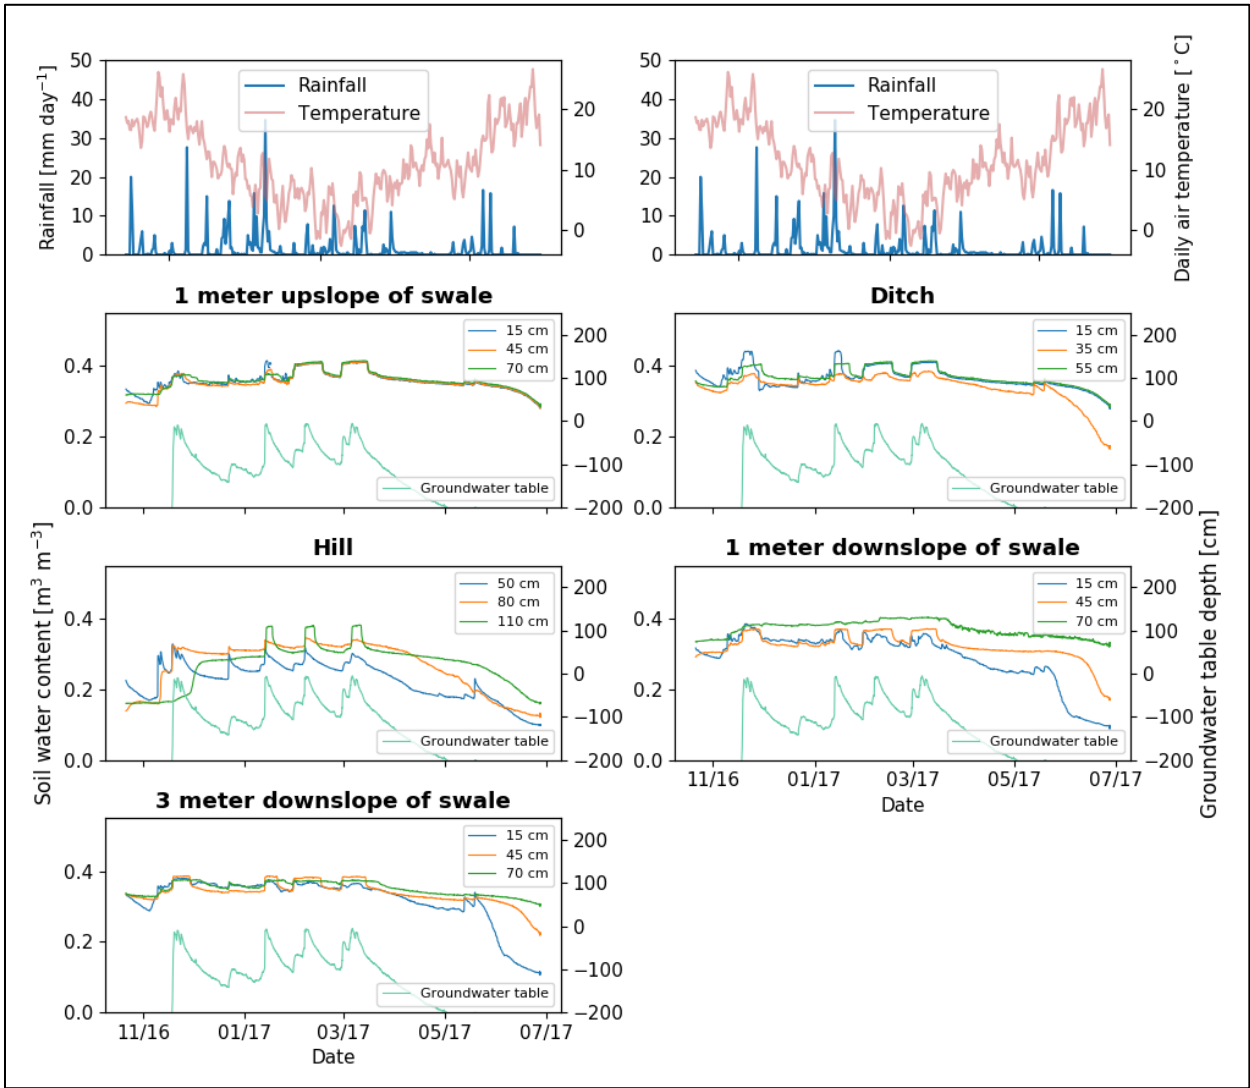 Rainfall [mm day⁻¹]
50
40
30
20
10
0
Rainfall
Temperature
20
10
0
50
40
30
20
10
0
Rainfall
Temperature
20
10
0
Daily air temperature [°C]
1 meter upslope of swale
0.4
0.2
0.0
15 cm
45 cm
70 cm
Groundwater table
200
100
0
−100
−200
Ditch
0.4
0.2
0.0
15 cm
35 cm
55 cm
Groundwater table
200
100
0
−100
−200
Soil water content [m³ m⁻³]
Hill
0.4
0.2
0.0
50 cm
80 cm
110 cm
Groundwater table
200
100
0
−100
−200
1 meter downslope of swale
0.4
0.2
0.0
15 cm
45 cm
70 cm
Groundwater table
200
100
0
−100
−200
11/16 01/17 03/17 05/17 07/17
Date
Groundwater table depth [cm]
3 meter downslope of swale
0.4
0.2
0.0
15 cm
45 cm
70 cm
Groundwater table
200
100
0
−100
−200
11/16 01/17 03/17 05/17 07/17
Date